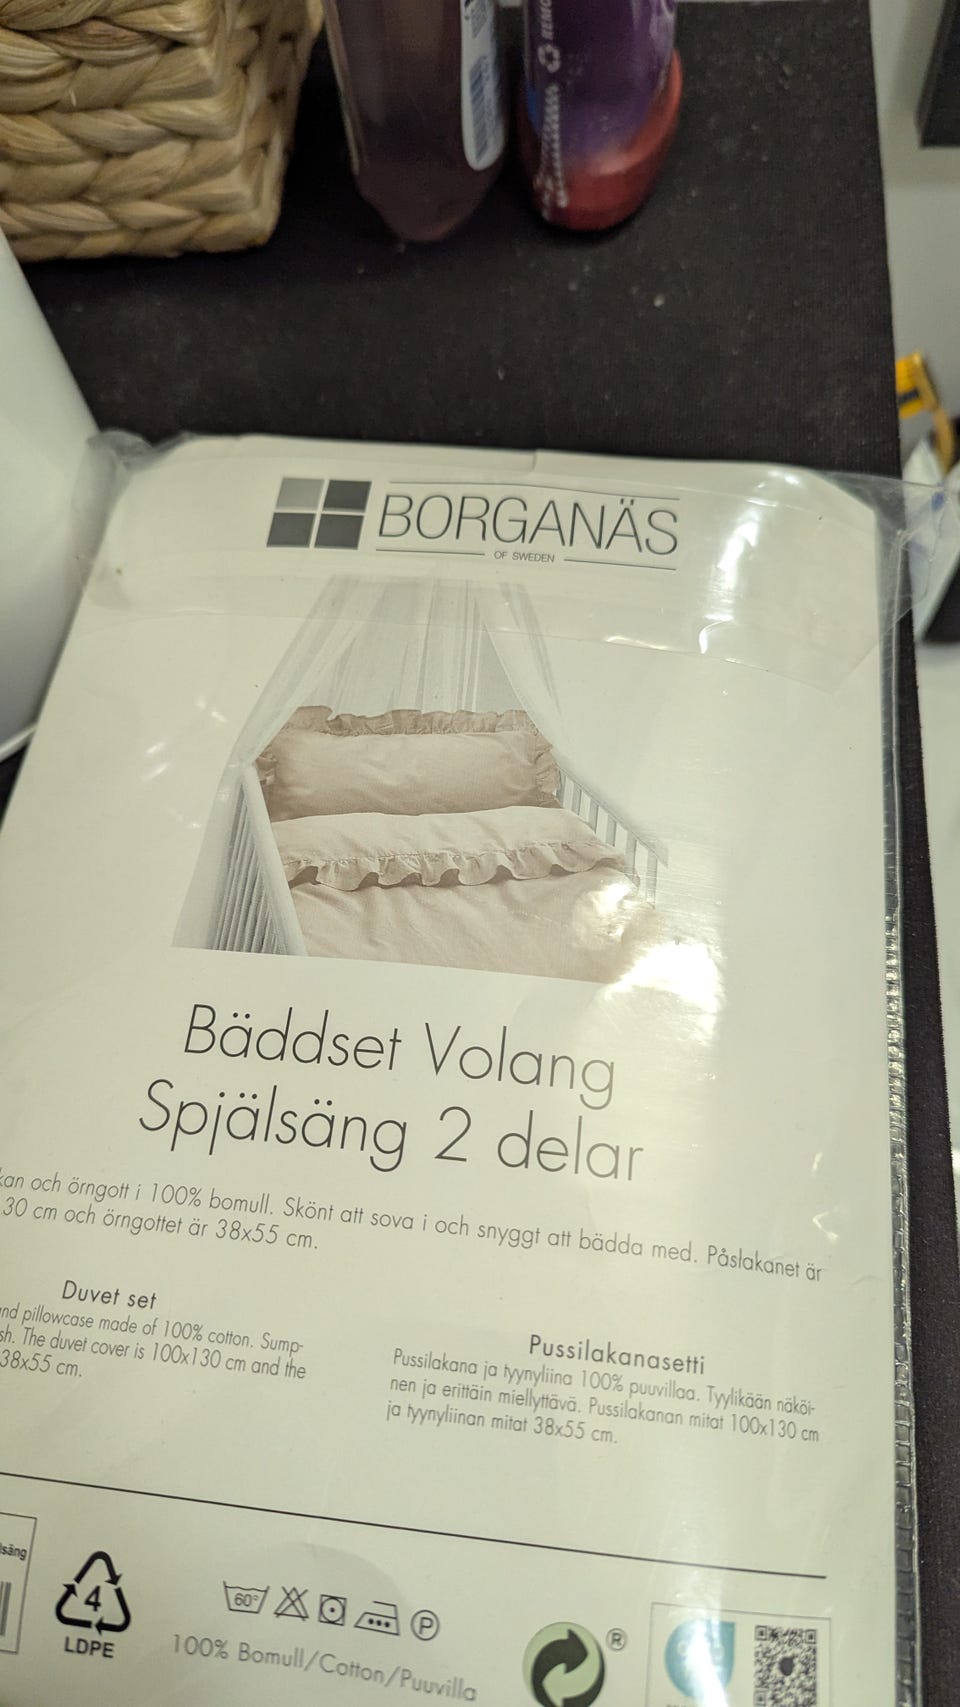 BORGANÄS
OF SWEDEN
Bäddset Volang
Spjälsäng 2 delar
och örngott i 100% bomull. Skönt att sova i och snyggt att bädda med. Påslakanet är
30 cm och örngottet är 38x55 cm.
Duvet set
pillowcase made of 100% cotton. Sump-
The duvet cover is 100x130 cm and the
38x55 cm.
Pussilakanasetti
Pussilakana ja tyynyliina 100% puuvillaa. Tyylikään näköi-
nen ja erittäin miellyttävä. Pussilakanan mitat 100x130 cm
ja tyynyliinan mitat 38x55 cm.
4
LDPE
60°
P
100% Bomull/Cotton/Puuvilla
®